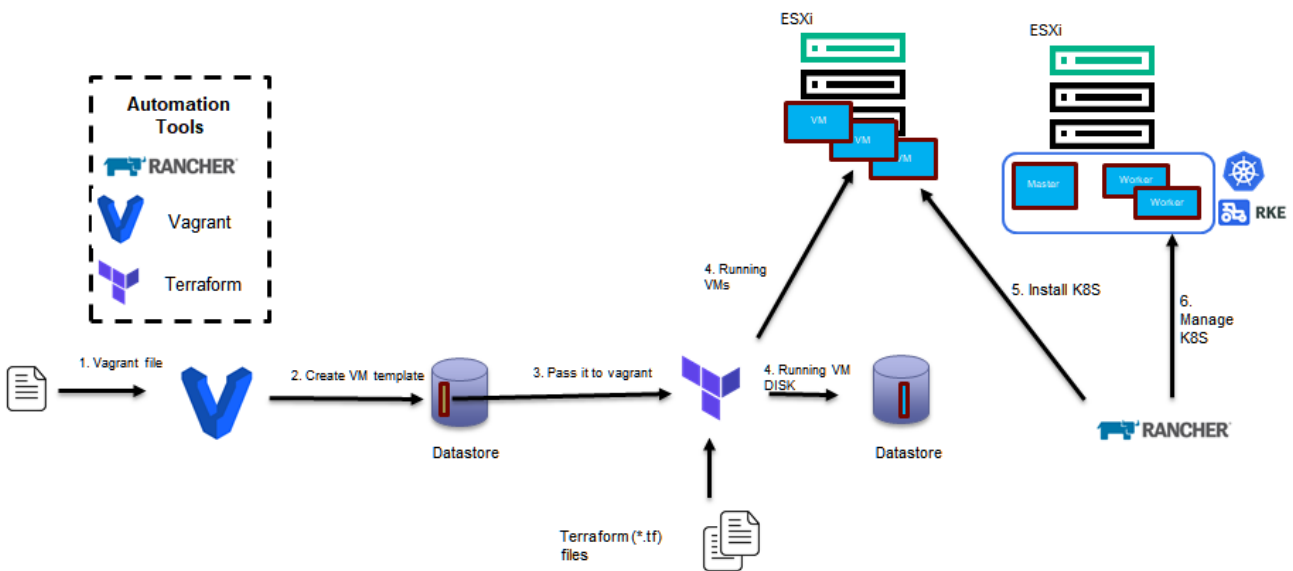 ESXi
ESXi
Automation
Tools
RANCHER
Vagrant
Terraform
VM
VM
VM
Master
Worker
Worker
RKE
4. Running
VMs
5. Install K8S
6.
Manage
K8S
1. Vagrant file
2. Create VM template
3. Pass it to vagrant
4. Running VM
DISK
Datastore
Datastore
RANCHER
Terraform (*.tf)
files